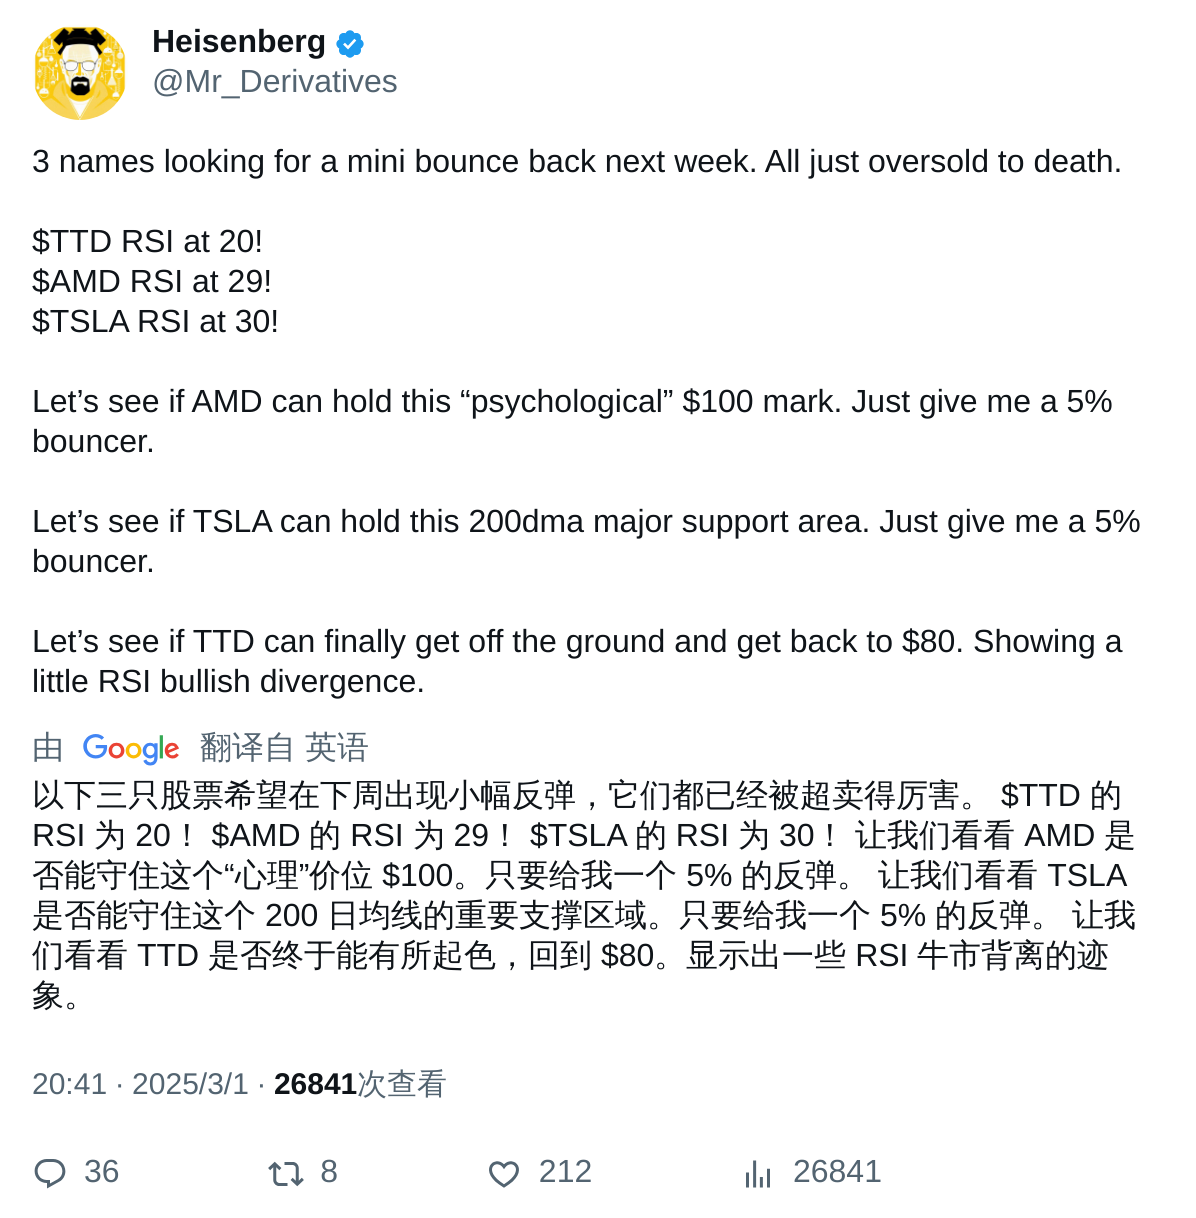 Heisenberg
@Mr_Derivatives
3 names looking for a mini bounce back next week. All just oversold to death.
$TTD RSI at 20!
$AMD RSI at 29!
$TSLA RSI at 30!
Let’s see if AMD can hold this “psychological” $100 mark. Just give me a 5%
bouncer.
Let’s see if TSLA can hold this 200dma major support area. Just give me a 5%
bouncer.
Let’s see if TTD can finally get off the ground and get back to $80. Showing a
little RSI bullish divergence.
由 Google 翻译自 英语
以下三只股票希望在下周出现小幅反弹，它们都已经被超卖得厉害。 $TTD 的
RSI 为 20！ $AMD 的 RSI 为 29！ $TSLA 的 RSI 为 30！ 让我们看看 AMD 是
否能守住这个“心理”价位 $100。只要给我一个 5% 的反弹。 让我们看看 TSLA
是否能守住这个 200 日均线的重要支撑区域。只要给我一个 5% 的反弹。 让我
们看看 TTD 是否终于能有所起色，回到 $80。显示出一些 RSI 牛市背离的迹
象。
20:41 · 2025/3/1 · 26841次查看
36 8 212 26841